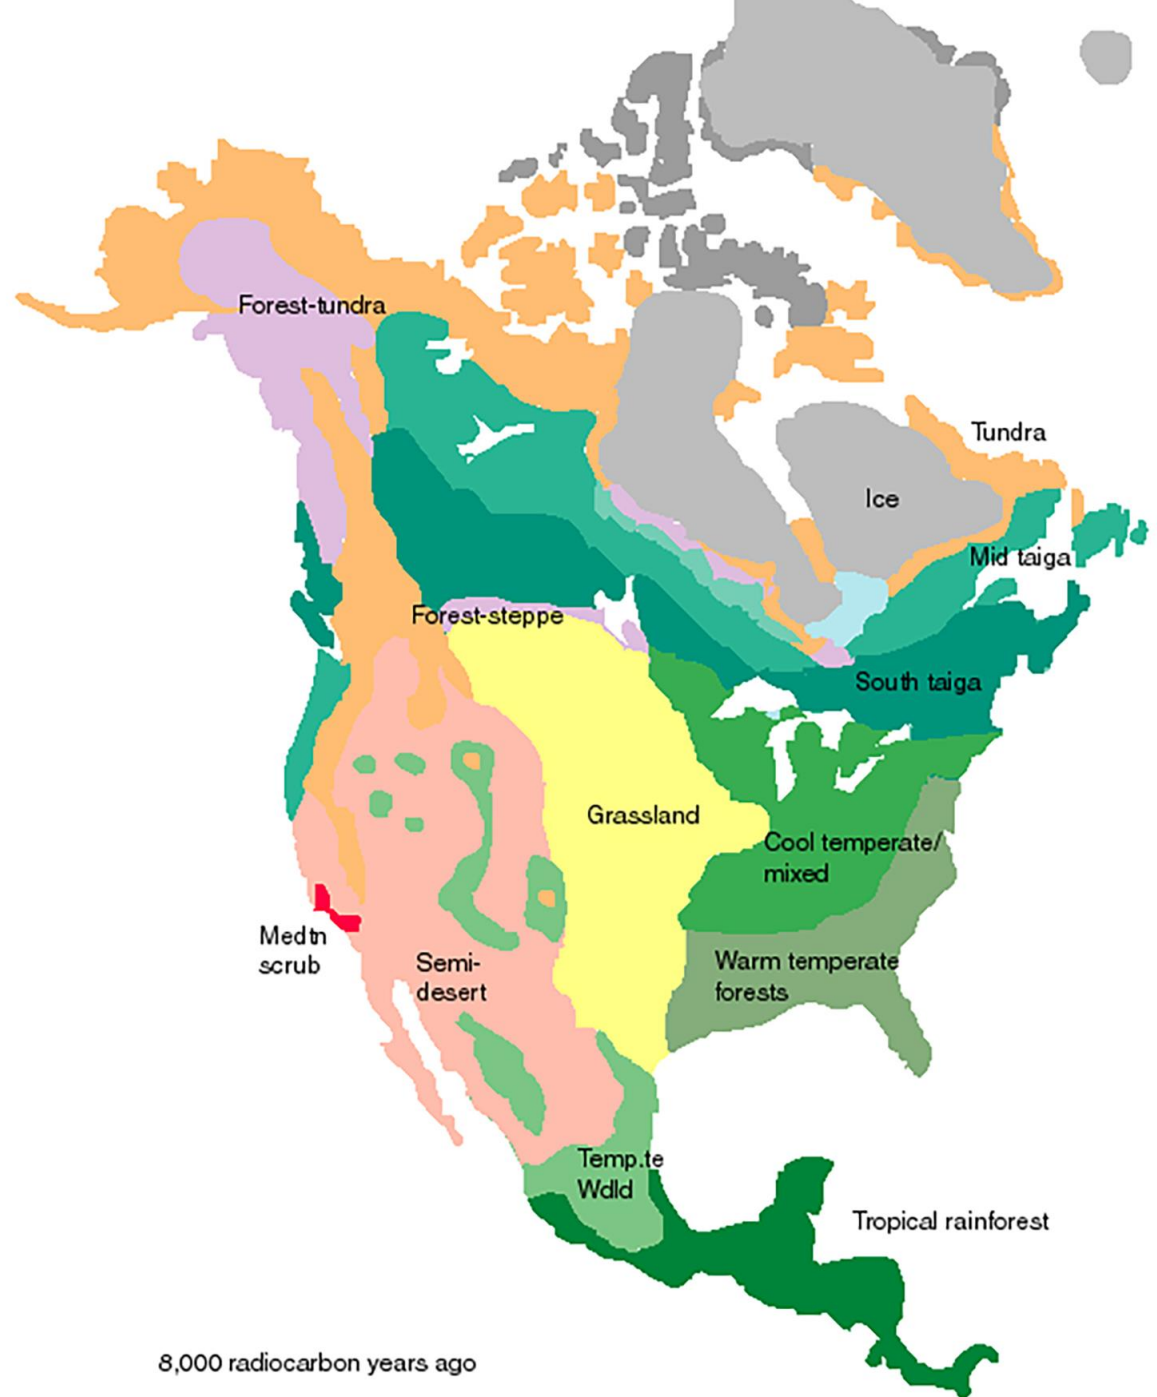 Forest-tundra
Tundra
Ice
Mid taiga
Forest-steppe
South taiga
Grassland
Cool temperate/
mixed
Medtn
scrub
Semi-
desert
Warm temperate
forests
Temp.te
Wdld
Tropical rainforest
8,000 radiocarbon years ago